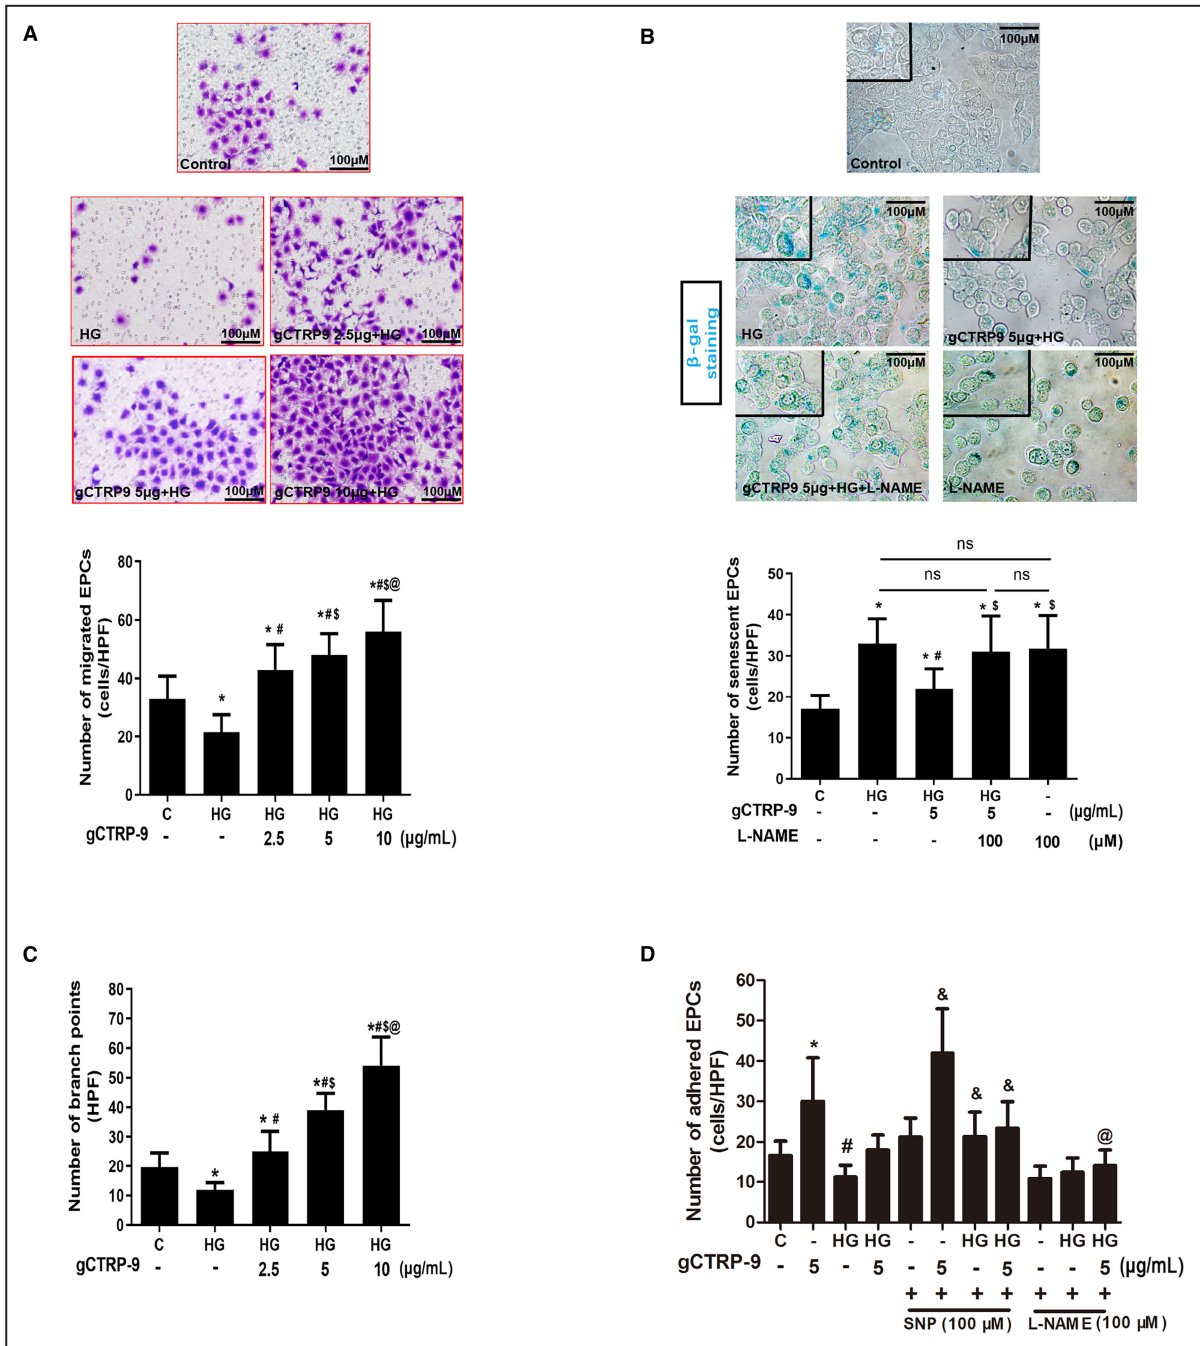 A
Control
100µM
HG
100µM
gCTRP9 2.5µg+HG
100µM
gCTRP9 5µg+HG
100µM
gCTRP9 10µg+HG
100µM
Number of migrated EPCs
(cells/HPF)
80
60
40
20
0
*
* #
*#$
*#$@
C HG HG HG HG
gCTRP-9 - - 2.5 5 10 (µg/mL)
B
100µM
Control
β-gal
staining
100µM
HG
100µM
gCTRP9 5µg+HG
100µM
gCTRP9 5µg+HG+L-NAME
100µM
L-NAME
Number of senescent EPCs
(cells/HPF)
50
40
30
20
10
0
ns
ns ns
*
* #
* $
* $
C HG HG HG -
gCTRP-9 - - 5 5 - (µg/mL)
L-NAME - - - 100 100 (µM)
C
Number of branch points
(HPF)
80
70
60
50
40
30
20
10
0
*
* #
*#$
*#$@
C HG HG HG HG
gCTRP-9 - - 2.5 5 10 (µg/mL)
D
Number of adhered EPCs
(cells/HPF)
60
50
40
30
20
10
0
*
#
&
&
&
@
C - HG HG - - HG HG - HG HG
gCTRP-9 - 5 - 5 - 5 - 5 - - 5 (µg/mL)
+ + + + + + +
SNP (100 µM) L-NAME (100 µM)